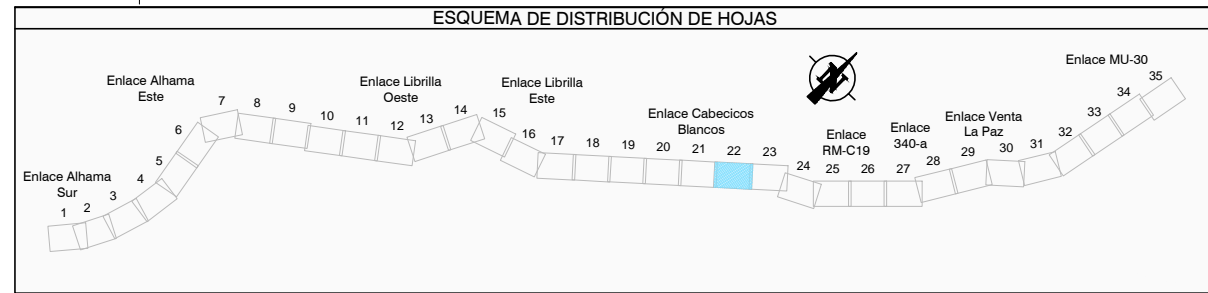 ESQUEMA DE DISTRIBUCIÓN DE HOJAS
Enlace Alhama
Sur
1
2
3
4
5
6
Enlace Alhama
Este
7
8
9
10
11
12
Enlace Librilla
Oeste
13
14
Enlace Librilla
Este
15
16
17
18
19
20
21
22
23
Enlace Cabecicos
Blancos
24
Enlace
RM-C19
25
26
27
Enlace
340-a
28
29
Enlace Venta
La Paz
30
31
32
33
34
35
Enlace MU-30